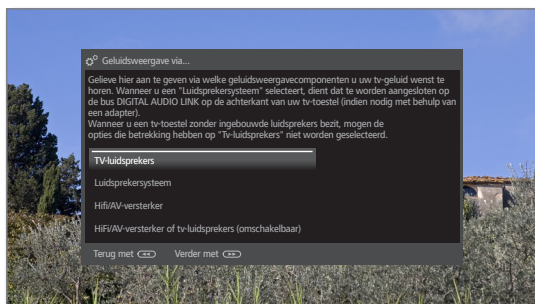 Geluidsweergave via...
Gelieve hier aan te geven via welke geluidsweergavecomponenten u uw tv-geluid wenst te
horen. Wanneer u een "Luidsprekersysteem" selecteert, dient dat te worden aangesloten op
de bus DIGITAL AUDIO LINK op de achterkant van uw tv-toestel (indien nodig met behulp van
een adapter).
Wanneer u een tv-toestel zonder ingebouwde luidsprekers bezit, mogen de
opties die betrekking hebben op "Tv-luidsprekers" niet worden geselecteerd.
TV-luidsprekers
Luidsprekersysteem
Hifi/AV-versterker
HiFi/AV-versterker of tv-luidsprekers (omschakelbaar)
Terug met Verder met